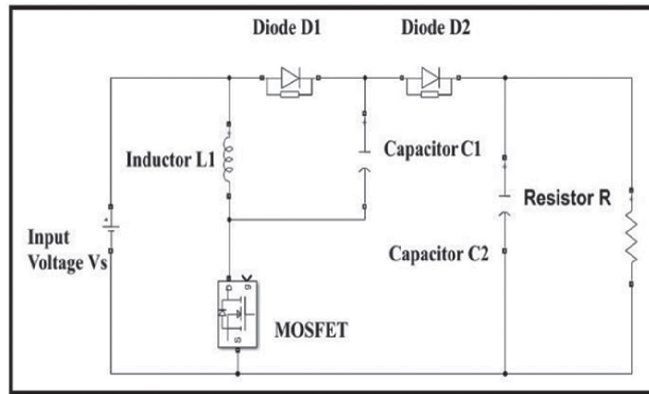 Diode D1
Diode D2
Inductor L1
Capacitor C1
Resistor R
Input
Voltage Vs
Capacitor C2
MOSFET
D
g
S